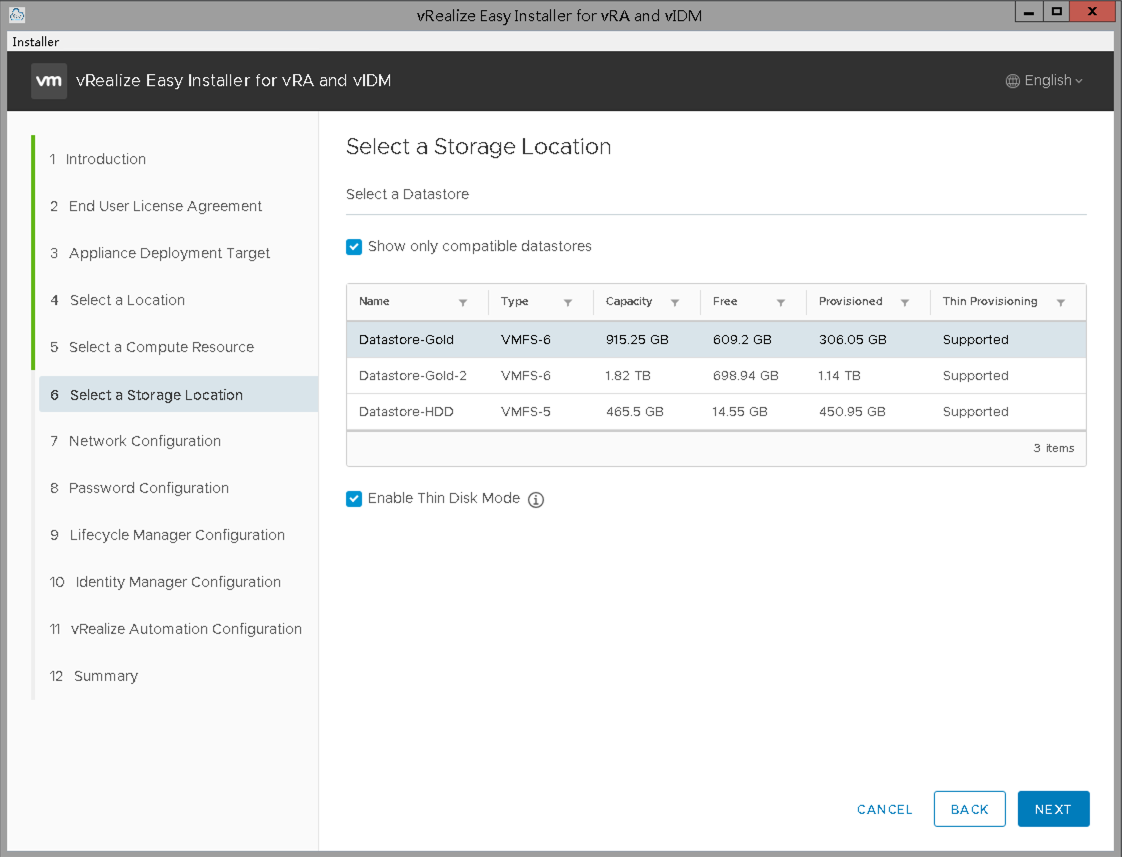 vRealize Easy Installer for vRA and vIDM
Installer
vm vRealize Easy Installer for vRA and vIDM English
1 Introduction
2 End User License Agreement
3 Appliance Deployment Target
4 Select a Location
5 Select a Compute Resource
6 Select a Storage Location
7 Network Configuration
8 Password Configuration
9 Lifecycle Manager Configuration
10 Identity Manager Configuration
11 vRealize Automation Configuration
12 Summary
Select a Storage Location
Select a Datastore
Show only compatible datastores
Name Type Capacity Free Provisioned Thin Provisioning
Datastore-Gold VMFS-6 915.25 GB 609.2 GB 306.05 GB Supported
Datastore-Gold-2 VMFS-6 1.82 TB 698.94 GB 1.14 TB Supported
Datastore-HDD VMFS-5 465.5 GB 14.55 GB 450.95 GB Supported
3 items
Enable Thin Disk Mode
CANCEL BACK NEXT